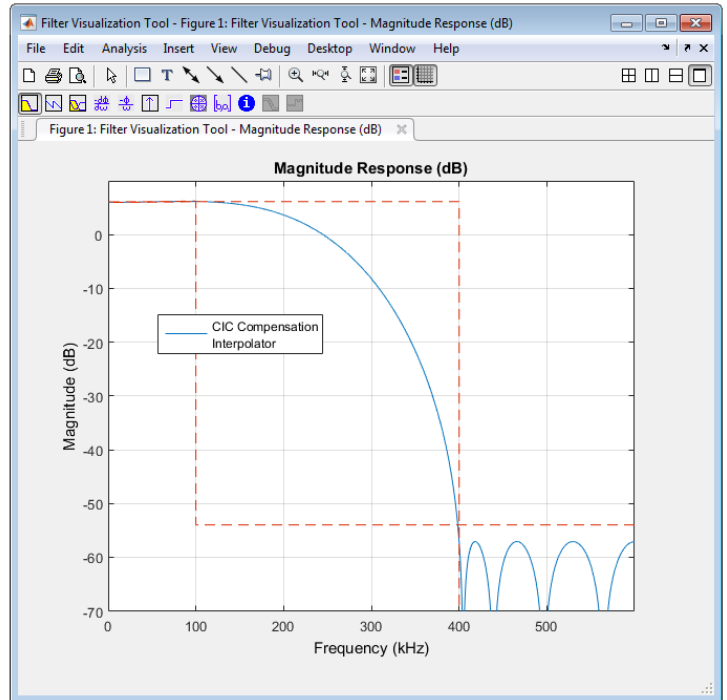 Filter Visualization Tool - Figure 1: Filter Visualization Tool - Magnitude Response (dB)
File Edit Analysis Insert View Debug Desktop Window Help
Figure 1: Filter Visualization Tool - Magnitude Response (dB)
Magnitude Response (dB)
0
-10
-20
-30
-40
-50
-60
-70
Magnitude (dB)
CIC Compensation
Interpolator
0 100 200 300 400 500
Frequency (kHz)